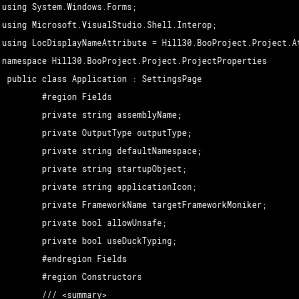 using System.Windows.Forms;
using Microsoft.VisualStudio.Shell.Interop;
using LocDisplayNameAttribute = Hill30.BooProject.Project.At
namespace Hill30.BooProject.Project.ProjectProperties
public class Application : SettingsPage
#region Fields
private string assemblyName;
private OutputType outputType;
private string defaultNamespace;
private string startupObject;
private string applicationIcon;
private FrameworkName targetFrameworkMoniker;
private bool allowUnsafe;
private bool useDuckTyping;
#endregion Fields
#region Constructors
/// <summary>